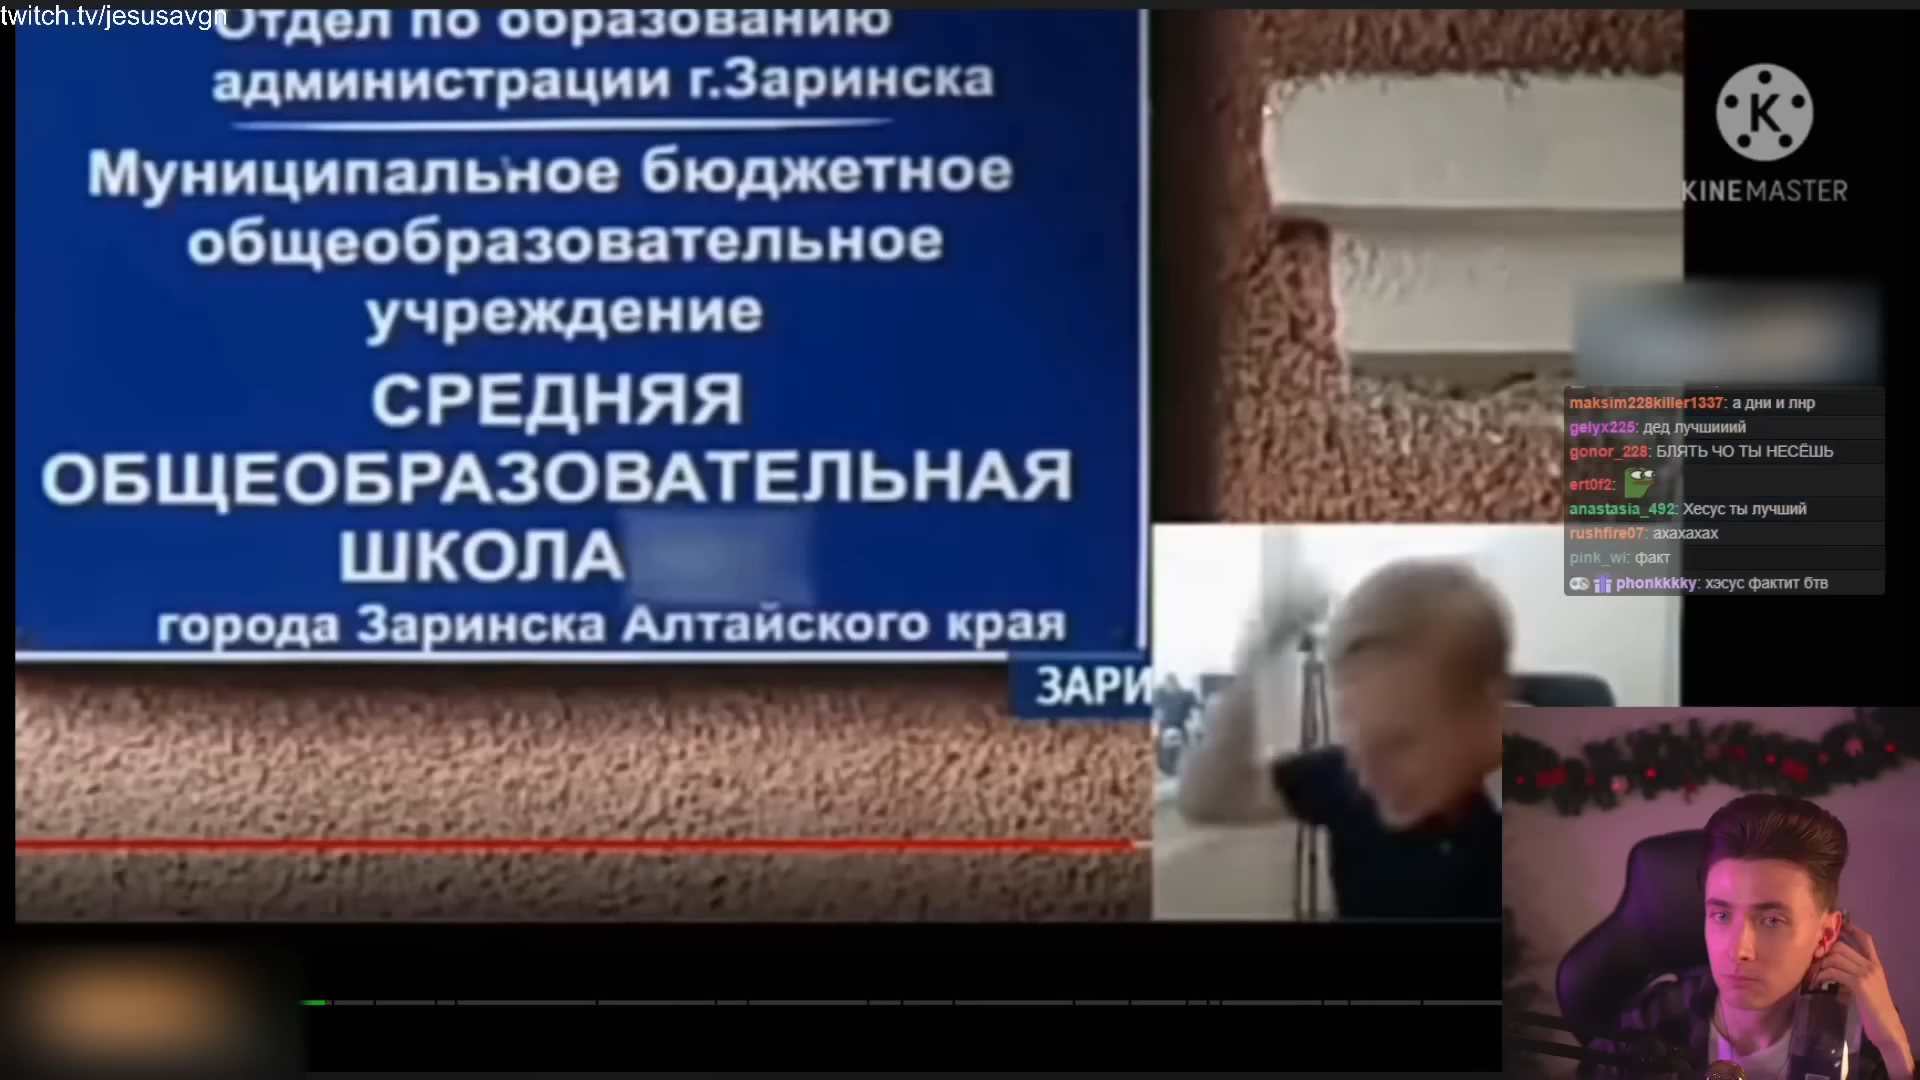 twitch.tv/jesusavgn
Отдел по образованию
администрации г.Заринска
Муниципальное бюджетное
общеобразовательное
учреждение
СРЕДНЯЯ
ОБЩЕОБРАЗОВАТЕЛЬНАЯ
ШКОЛА
города Заринска Алтайского края
ЗАРИ
K
KINEMASTER
maksim228killer1337: а дни и лнр
gelyx225: дед лучшииий
gonor_228: БЛЯТЬ ЧО ТЫ НЕСЁШЬ
ert0f2:
anastasia_492: Хесус ты лучший
rushfire07: ахахахах
pink_wi: факт
phonkkkky: хэсус фактит бтв